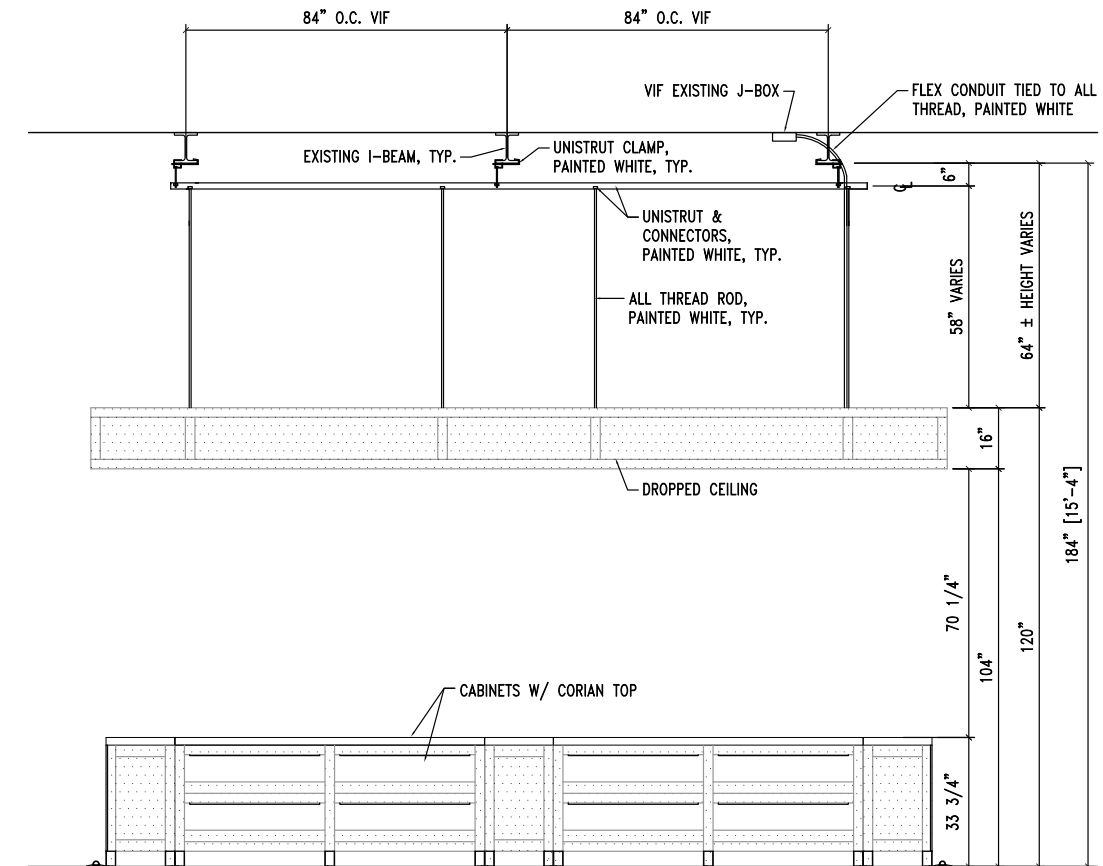 84" O.C. VIF
84" O.C. VIF
VIF EXISTING J-BOX
FLEX CONDUIT TIED TO ALL
THREAD, PAINTED WHITE
EXISTING I-BEAM, TYP.
UNISTRUT CLAMP,
PAINTED WHITE, TYP.
6"
CL
UNISTRUT &
CONNECTORS,
PAINTED WHITE, TYP.
58" VARIES
64" ± HEIGHT VARIES
ALL THREAD ROD,
PAINTED WHITE, TYP.
16"
DROPPED CEILING
184" [15'-4"]
70 1/4"
104"
120"
CABINETS W/ CORIAN TOP
33 3/4"